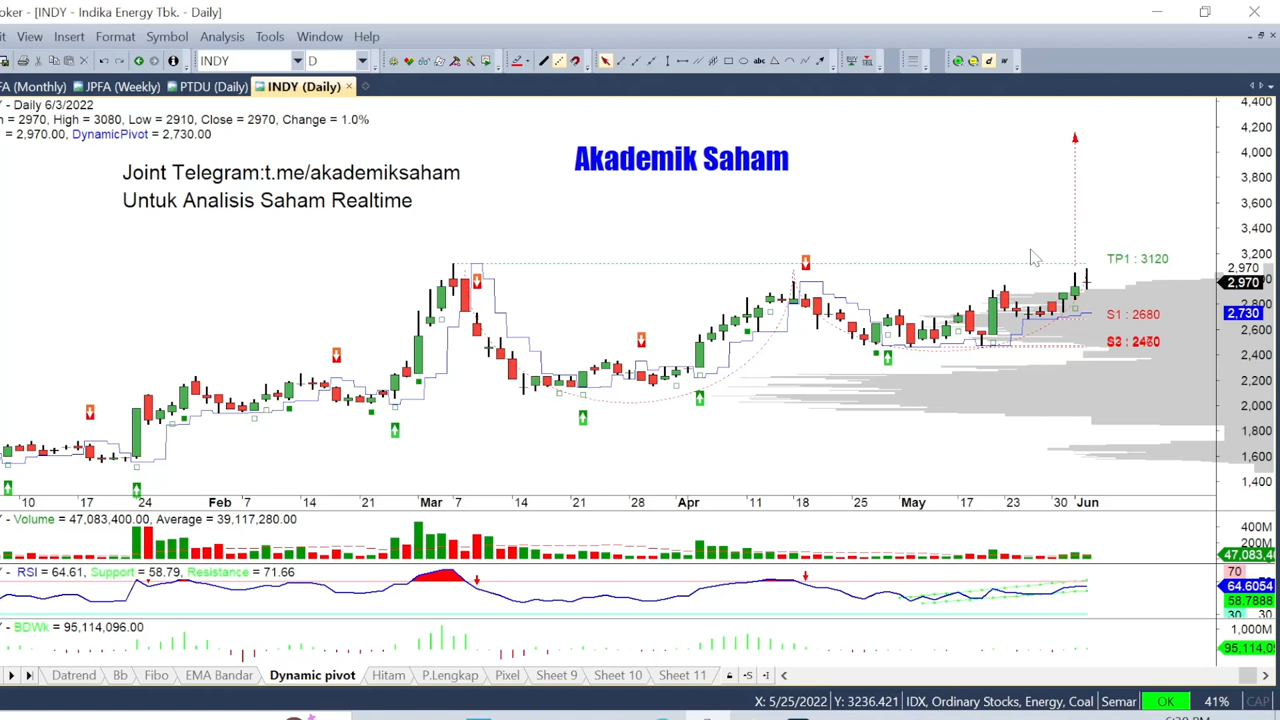 oker - [INDY - Indika Energy Tbk. - Daily]
it View Insert Format Symbol Analysis Tools Window Help
INDY D
FA (Monthly) JPFA (Weekly) PTDU (Daily) INDY (Daily)
Y - Daily 6/3/2022
n = 2970, High = 3080, Low = 2910, Close = 2970, Change = 1.0%
= 2,970.00, DynamicPivot = 2,730.00
Joint Telegram:t.me/akademiksaham
Untuk Analisis Saham Realtime
Akademik Saham
4,400
4,200
4,000
3,800
3,600
3,400
3,200
2,970
2,970
2,800
2,730
2,600
2,400
2,200
2,000
1,800
1,600
1,400
TP1 : 3120
S1 : 2680
10 17 24 Feb 7 14 21 Mar 7 14 21 28 Apr 11 18 25 May 17 23 30 Jun
Y - Volume = 47,083,400.00, Average = 39,117,280.00
400M
200M
47,083,40
Y - RSI = 64.61, Support = 58.79, Resistance = 71.66
70
64.6054
58.7888
30 30
Y - BDWk = 95,114,096.00
1,000M
95,114,09
Datrend Bb Fibo EMA Bandar Dynamic pivot Hitam P.Lengkap Pixel Sheet 9 Sheet 10 Sheet 11
X: 5/25/2022 Y: 3236.421 IDX, Ordinary Stocks, Energy, Coal Semar OK 41% CAP